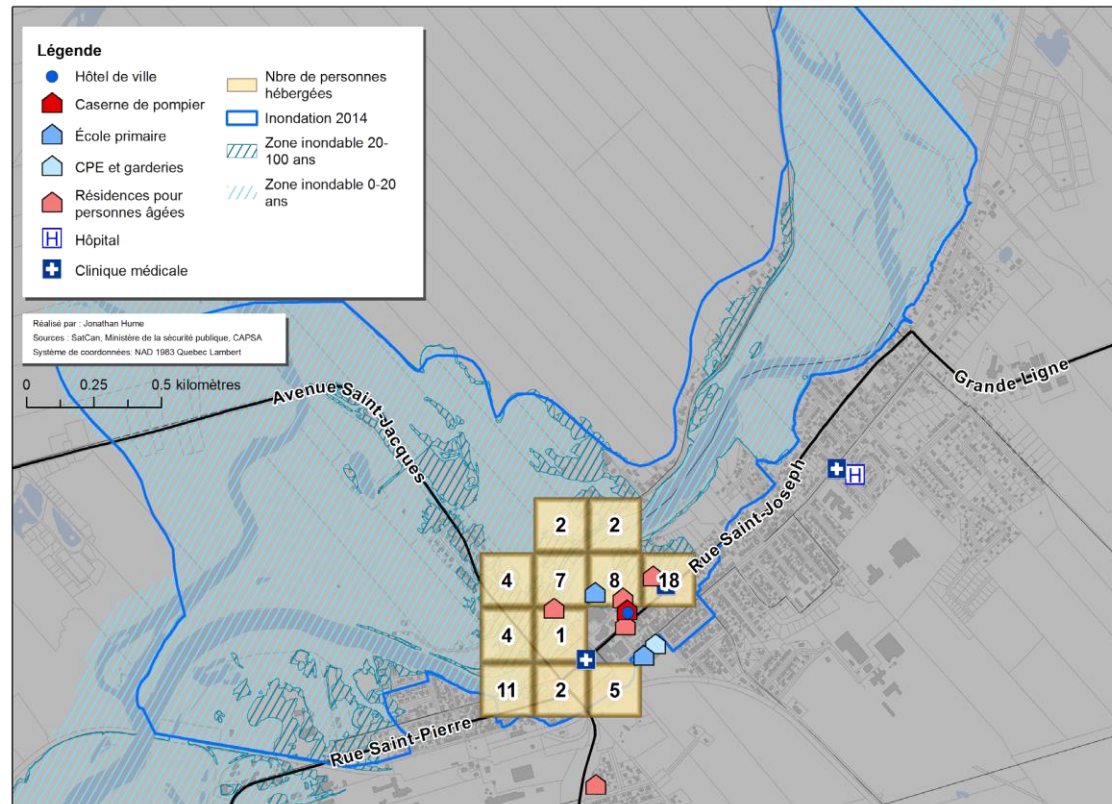 Légende
Hôtel de ville
Caserne de pompier
École primaire
CPE et garderies
Résidences pour
personnes âgées
Hôpital
Clinique médicale
Nbre de personnes
hébergées
Inondation 2014
Zone inondable 20-
100 ans
Zone inondable 0-20
ans
Réalisé par : Jonathan Hume
Sources : SatCan, Ministère de la sécurité publique, CAPSA
Système de coordonnées: NAD 1983 Quebec Lambert
0 0.25 0.5 kilomètres
Avenue Saint-Jacques
Grande Ligne
Rue Saint-Joseph
H
2 2
4 7 8 18
4 1
11 2 5
Rue Saint-Pierre